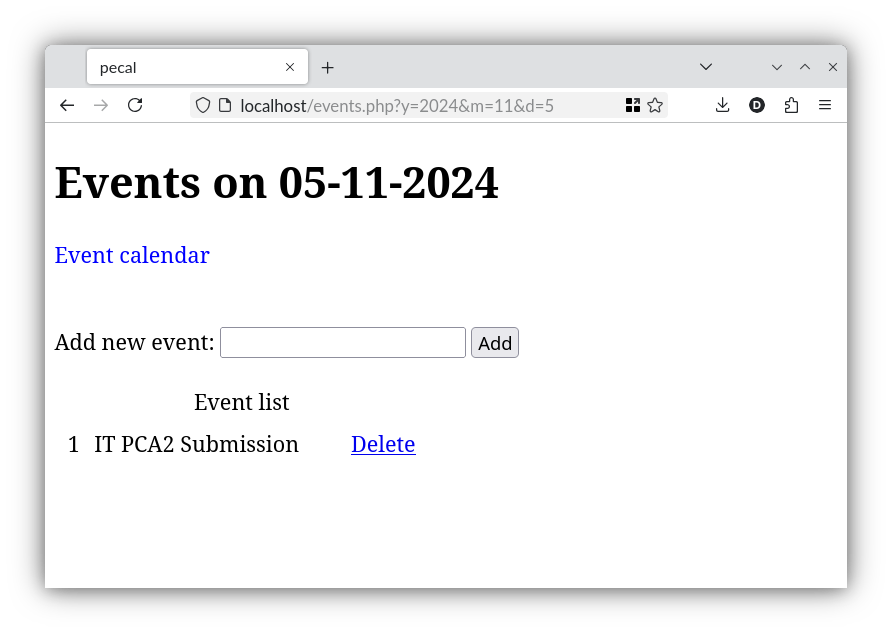 pecal
localhost/events.php?y=2024&m=11&d=5
D
Events on 05-11-2024
Event calendar
Add new event: Add
Event list
1 IT PCA2 Submission Delete